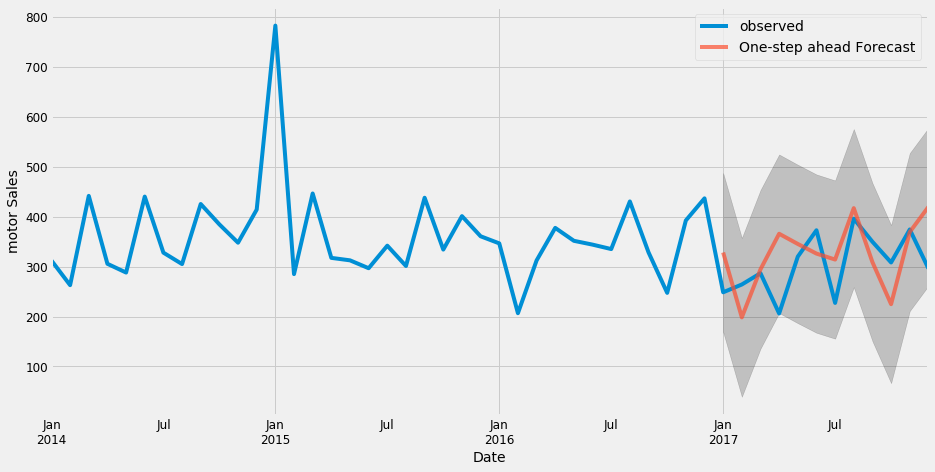 800
700
600
500
400
300
200
100
motor Sales
observed
One-step ahead Forecast
Jan
2014
Jul
Jan
2015
Jul
Jan
2016
Jul
Jan
2017
Jul
Date